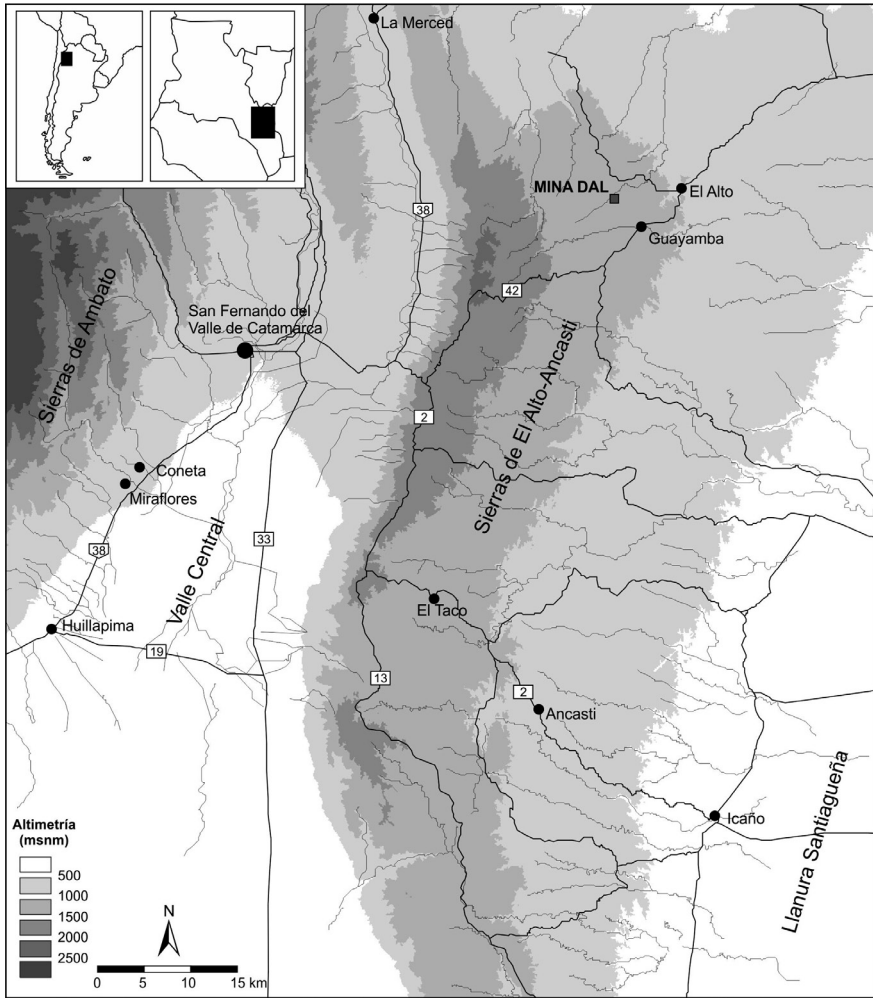 La Merced
MINA DAL
El Alto
38
Guayamba
42
Sierras de Ambato
San Fernando del
Valle de Catamarca
Sierras de El Alto-Ancasti
2
Coneta
Miraflores
Valle Central
38
33
El Taco
Huillapima
19
13
2
Ancasti
Icaño
Llanura Santiagueña
Altimetría
(msnm)
500
1000
1500
2000
2500
N
0 5 10 15 km